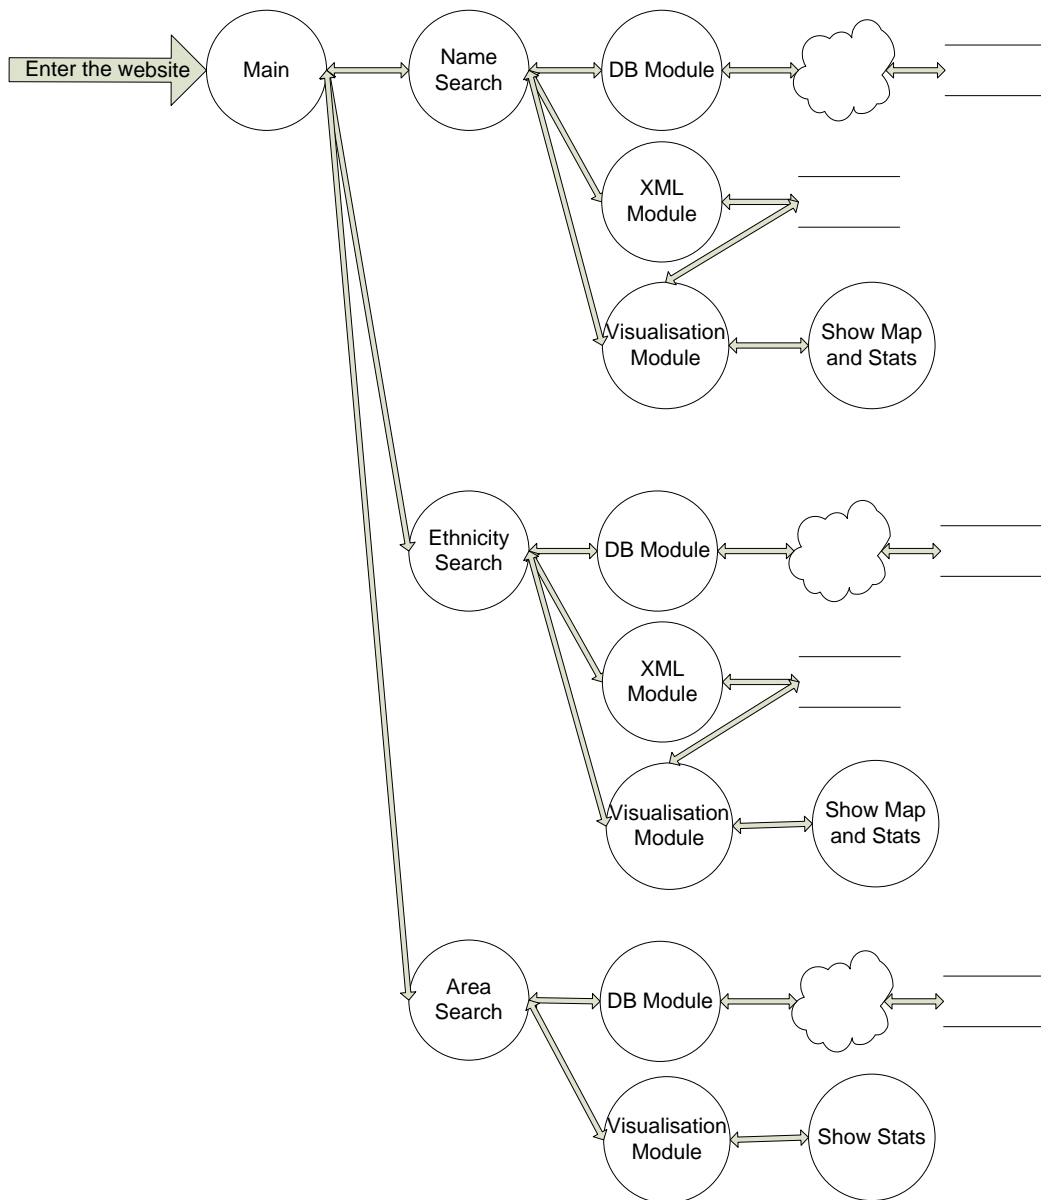 Enter the website
Main
Name
Search
DB Module
XML
Module
Visualisation
Module
Show Map
and Stats
Ethnicity
Search
DB Module
XML
Module
Visualisation
Module
Show Map
and Stats
Area
Search
DB Module
Visualisation
Module
Show Stats